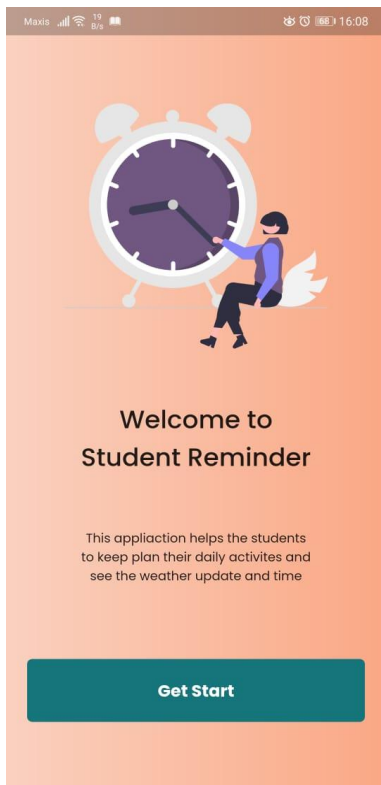 Maxis 19 B/s 68 16:08
Welcome to
Student Reminder
This appliaction helps the students
to keep plan their daily activites and
see the weather update and time
Get Start